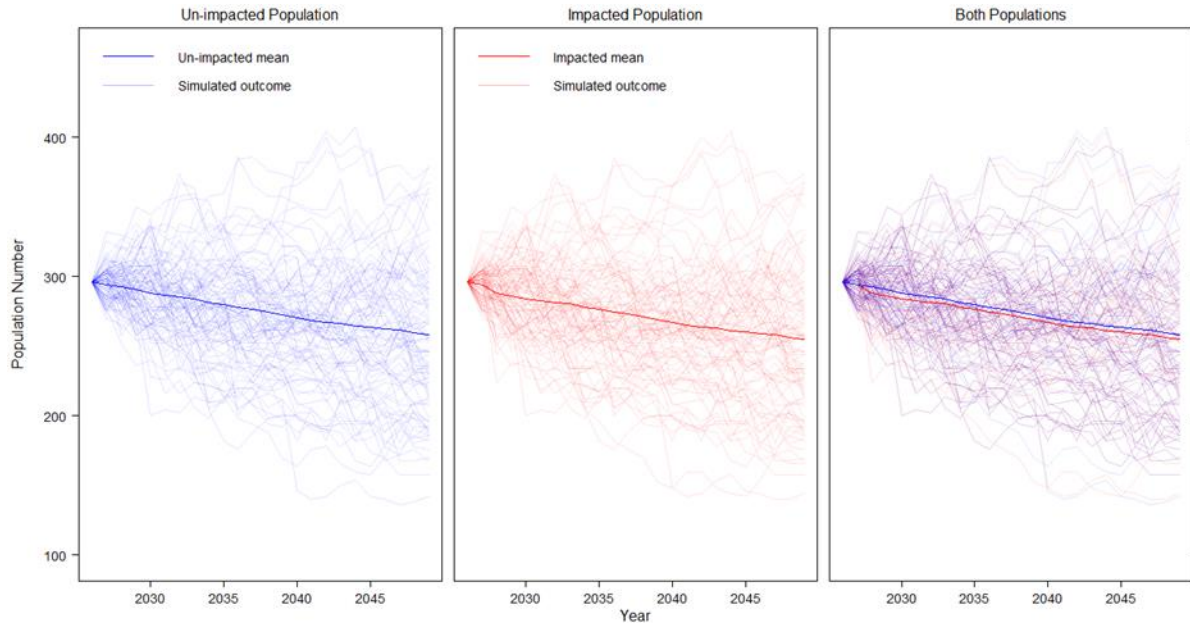 Un-impacted Population
Impacted Population
Both Populations
Un-impacted mean
Simulated outcome
Impacted mean
Simulated outcome
Population Number
400
300
200
100
2030 2035 2040 2045
2030 2035 2040 2045
2030 2035 2040 2045
Year